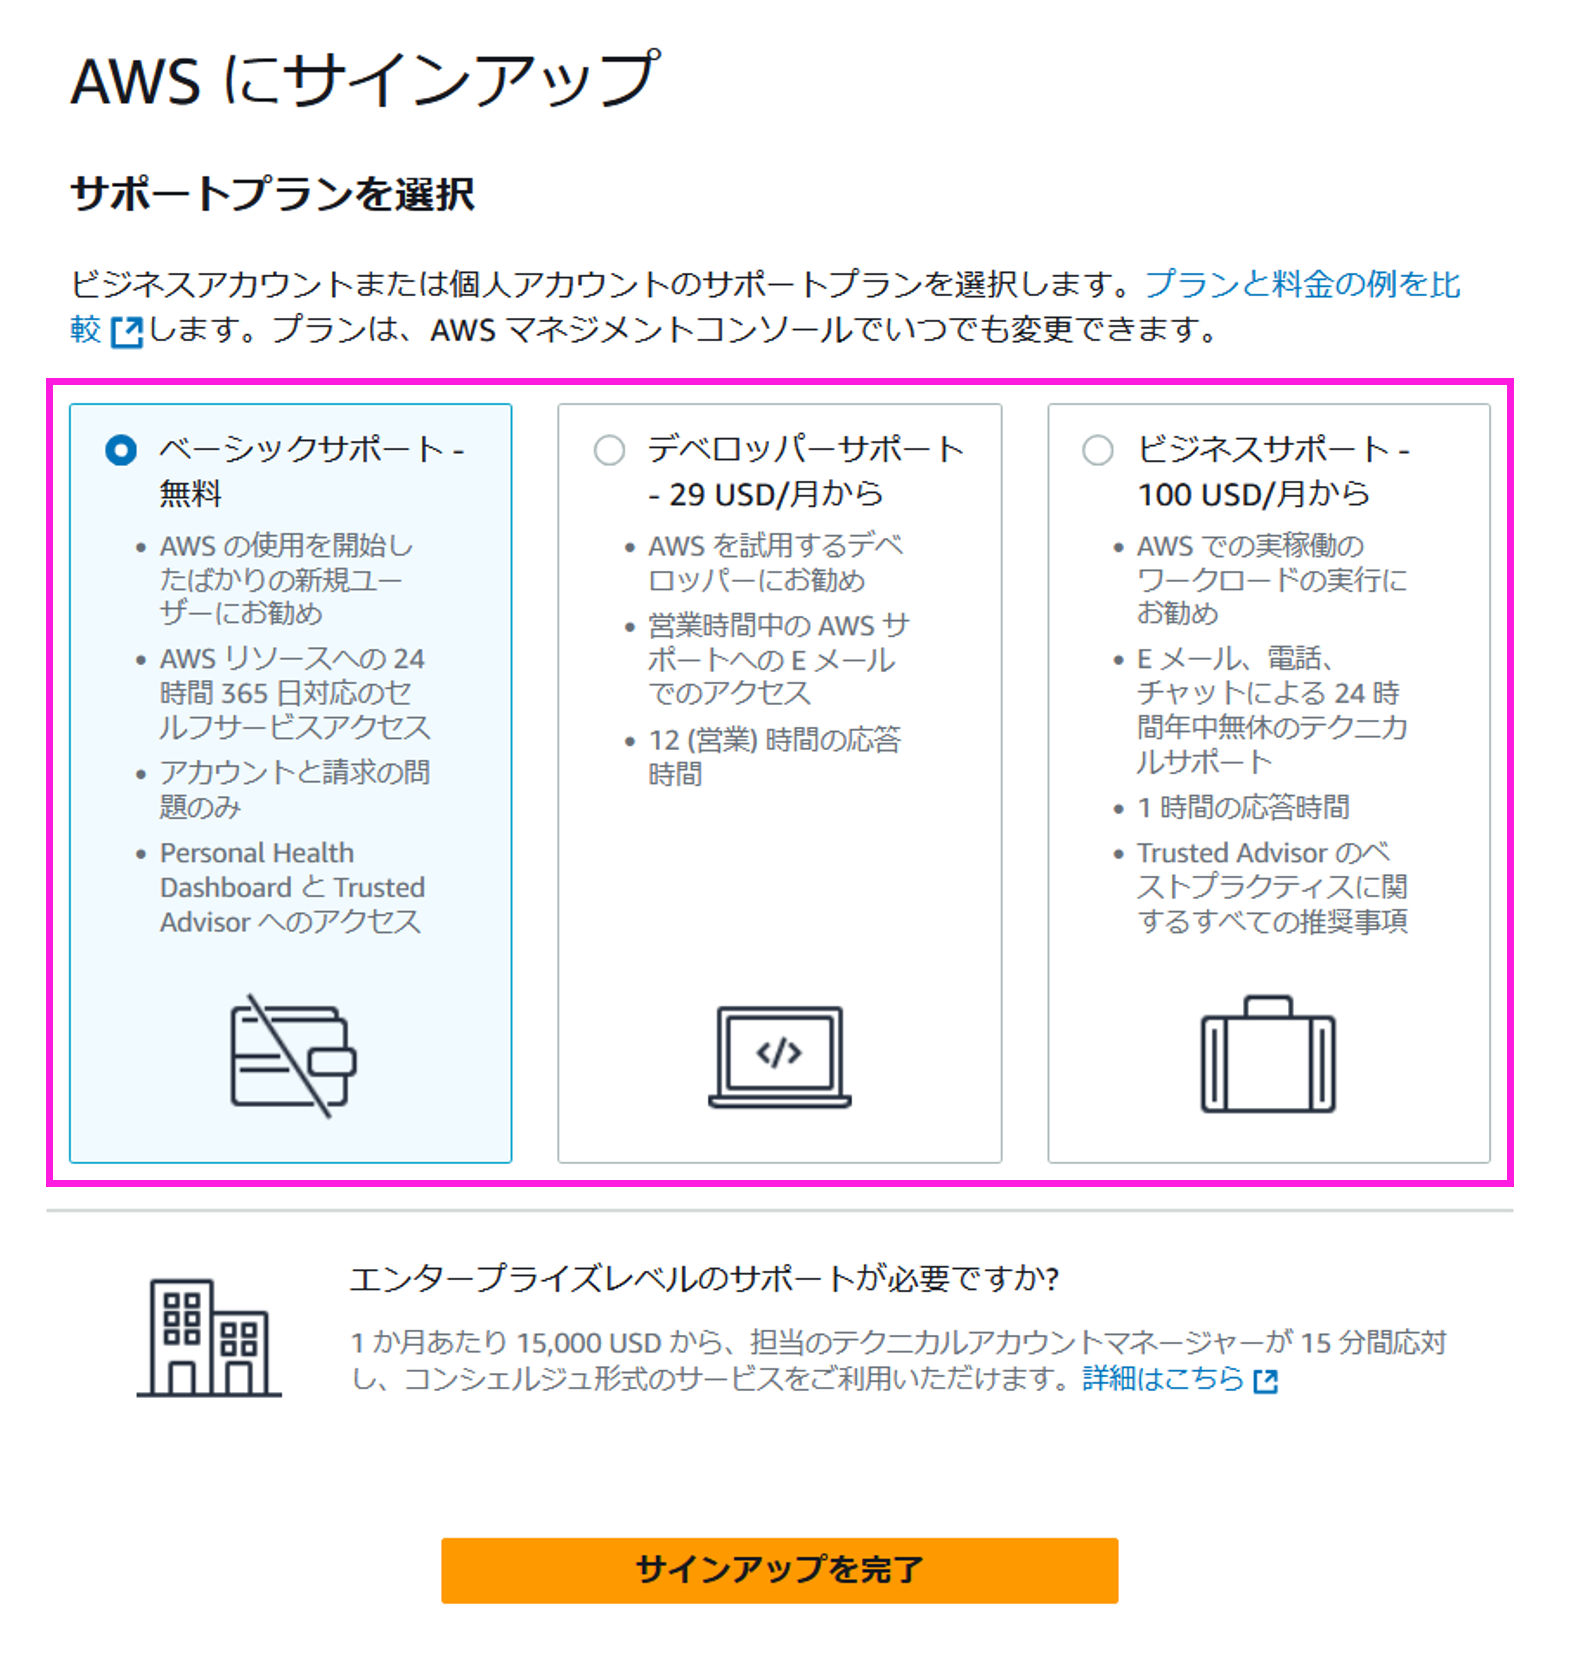 AWS にサインアップ
サポートプランを選択
ビジネスアカウントまたは個人アカウントのサポートプランを選択します。プランと料金の例を比
較 します。プランは、AWS マネジメントコンソールでいつでも変更できます。
ベーシックサポート -
無料
• AWS の使用を開始し
たばかりの新規ユー
ザーにお勧め
• AWS リソースへの 24
時間 365 日対応のセ
ルフサービスアクセス
• アカウントと請求の問
題のみ
• Personal Health
Dashboard と Trusted
Advisor へのアクセス
デベロッパーサポート
- 29 USD/月から
• AWS を試用するデベ
ロッパーにお勧め
• 営業時間中の AWS サ
ポートへの E メール
でのアクセス
• 12 (営業) 時間の応答
時間
</>
ビジネスサポート -
100 USD/月から
• AWS での実稼働の
ワークロードの実行に
お勧め
• E メール、電話、
チャットによる 24 時
間年中無休のテクニカ
ルサポート
• 1 時間の応答時間
• Trusted Advisor のベ
ストプラクティスに関
するすべての推奨事項
エンタープライズレベルのサポートが必要ですか?
1 か月あたり 15,000 USD から、担当のテクニカルアカウントマネージャーが 15 分間応対
し、コンシェルジュ形式のサービスをご利用いただけます。詳細はこちら
サインアップを完了